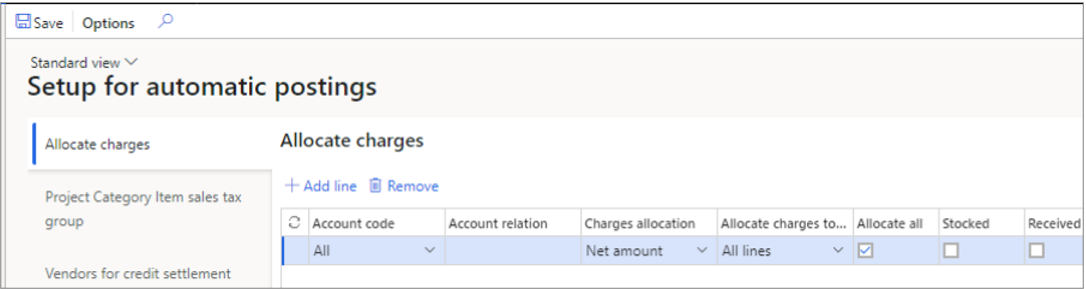 Save Options
Standard view
Setup for automatic postings
Allocate charges
Project Category Item sales tax
group
Vendors for credit settlement
Allocate charges
Add line Remove
Account code Account relation Charges allocation Allocate charges to... Allocate all Stocked Received
All Net amount All lines